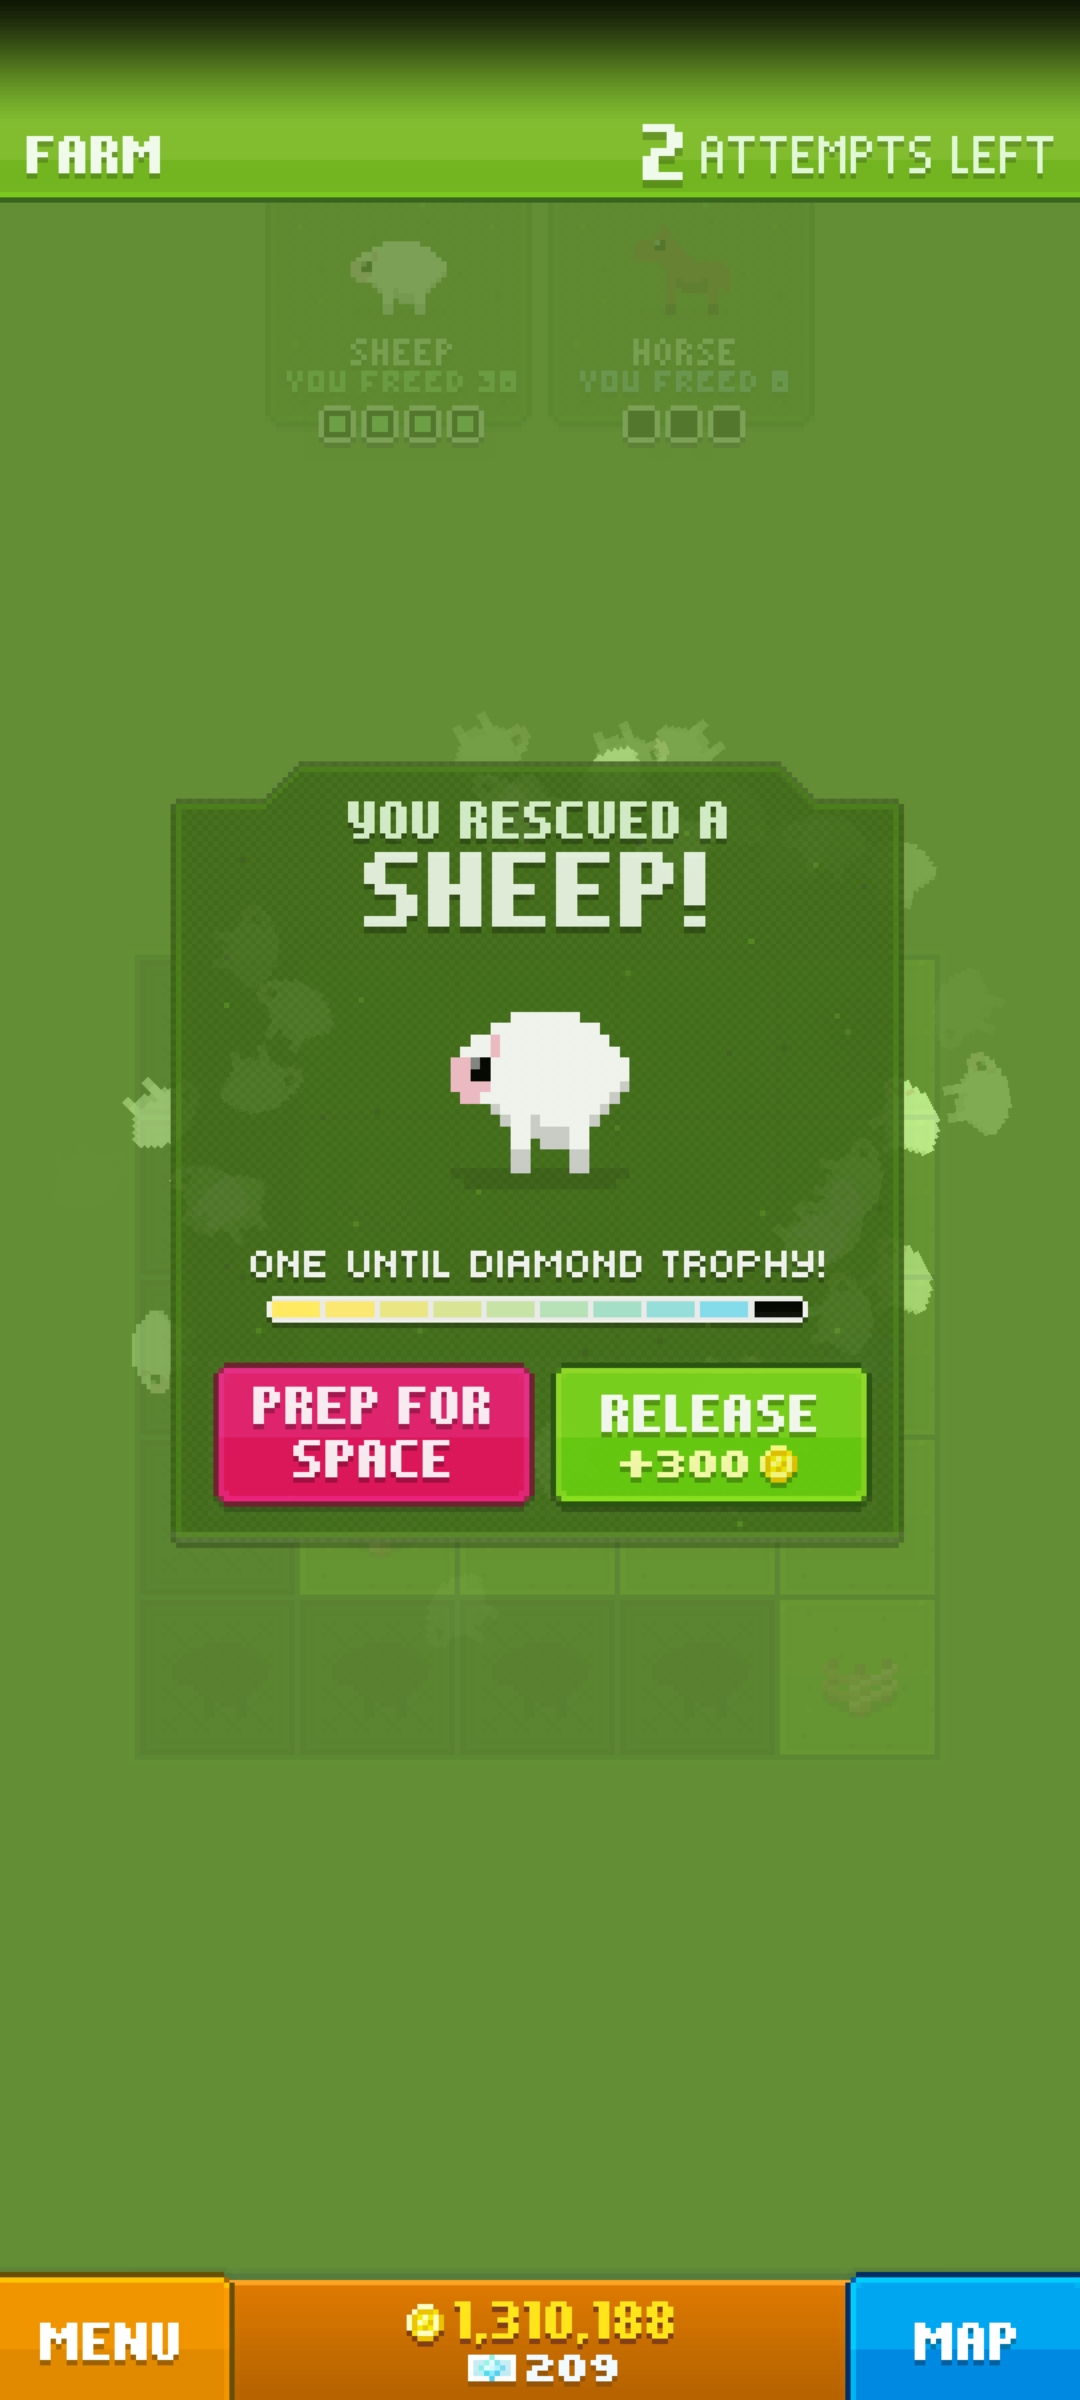 FARM
2 ATTEMPTS LEFT
SHEEP
YOU FREED 38
HORSE
YOU FREED 0
YOU RESCUED A
SHEEP!
ONE UNTIL DIAMOND TROPHY!
PREP FOR
SPACE
RELEASE
+300
MENU
1,310,188
209
MAP